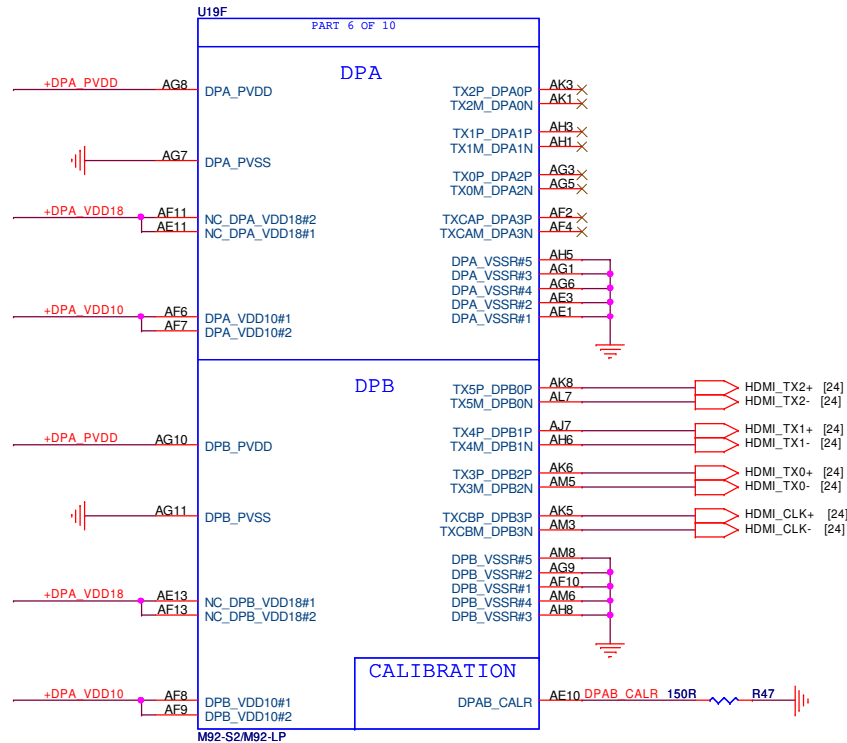 U19F
PART 6 OF 10
DPA
+DPA_PVDD AG8 DPA_PVDD
TX2P_DPA0P AK3
TX2M_DPA0N AK1
TX1P_DPA1P AH3
TX1M_DPA1N AH1
AG7 DPA_PVSS
TX0P_DPA2P AG3
TX0M_DPA2N AG5
+DPA_VDD18 AF11 NC_DPA_VDD18#2
AE11 NC_DPA_VDD18#1
TXCAP_DPA3P AF2
TXCAM_DPA3N AF4
DPA_VSSR#5 AH5
DPA_VSSR#3 AG1
DPA_VSSR#4 AG6
DPA_VSSR#2 AE3
DPA_VSSR#1 AE1
+DPA_VDD10 AF6 DPA_VDD10#1
AF7 DPA_VDD10#2
DPB
TX5P_DPB0P AK8 HDMI_TX2+ [24]
TX5M_DPB0N AL7 HDMI_TX2- [24]
TX4P_DPB1P AJ7 HDMI_TX1+ [24]
TX4M_DPB1N AH6 HDMI_TX1- [24]
+DPA_PVDD AG10 DPB_PVDD
TX3P_DPB2P AK6 HDMI_TX0+ [24]
TX3M_DPB2N AM5 HDMI_TX0- [24]
AG11 DPB_PVSS
TXCBP_DPB3P AK5 HDMI_CLK+ [24]
TXCBM_DPB3N AM3 HDMI_CLK- [24]
DPB_VSSR#5 AM8
DPB_VSSR#2 AG9
DPB_VSSR#1 AF10
DPB_VSSR#4 AM6
DPB_VSSR#3 AH8
+DPA_VDD18 AE13 NC_DPB_VDD18#1
AF13 NC_DPB_VDD18#2
CALIBRATION
+DPA_VDD10 AF8 DPB_VDD10#1
AF9 DPB_VDD10#2
DPAB_CALR AE10 DPAB_CALR 150R R47
M92-S2/M92-LP